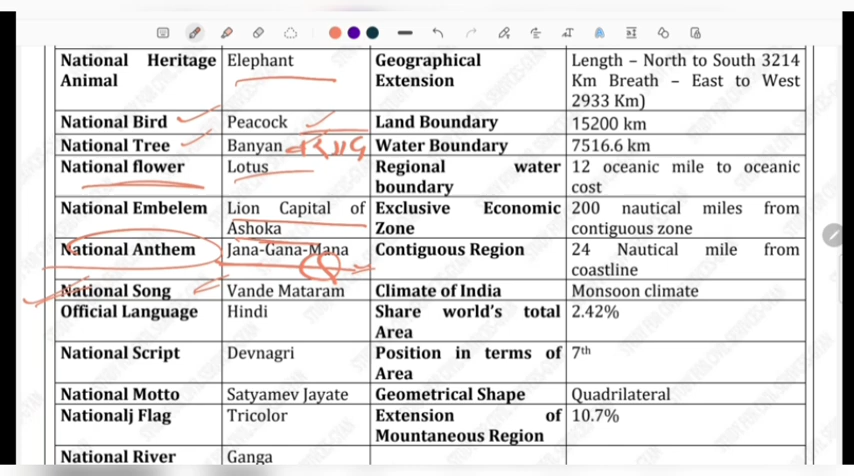 National Heritage Elephant Geographical Length – North to South 3214
Animal Extension Km Breath – East to West
2933 Km)
National Bird Peacock Land Boundary 15200 km
National Tree Banyan Water Boundary 7516.6 km
National flower Lotus Regional water 12 oceanic mile to oceanic
boundary cost
National Embelem Lion Capital of Exclusive Economic 200 nautical miles from
Ashoka Zone contiguous zone
National Anthem Jana-Gana-Mana Contiguous Region 24 Nautical mile from
coastline
National Song Vande Mataram Climate of India Monsoon climate
Official Language Hindi Share world's total 2.42%
Area
National Script Devnagri Position in terms of 7th
Area
National Motto Satyamev Jayate Geometrical Shape Quadrilateral
Nationalj Flag Tricolor Extension of 10.7%
Mountaneous Region
National River Ganga